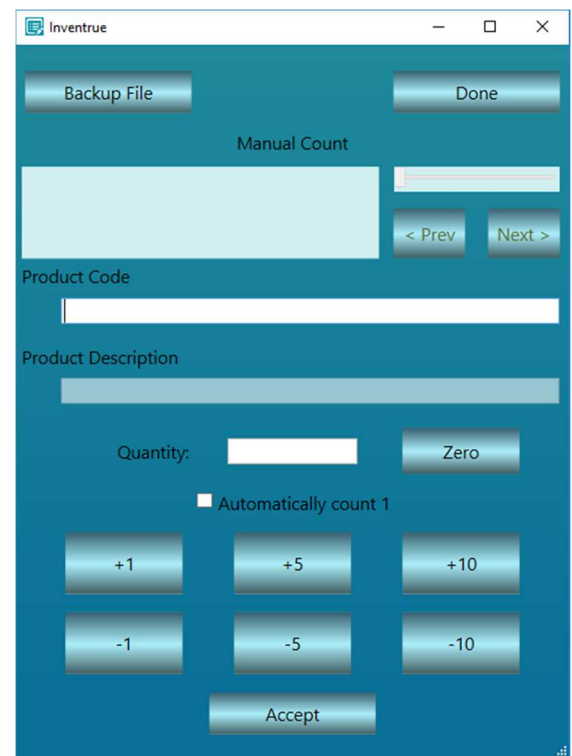 Inventrue
Backup File
Done
Manual Count
< Prev
Next >
Product Code
Product Description
Quantity:
Zero
Automatically count 1
+1
+5
+10
-1
-5
-10
Accept